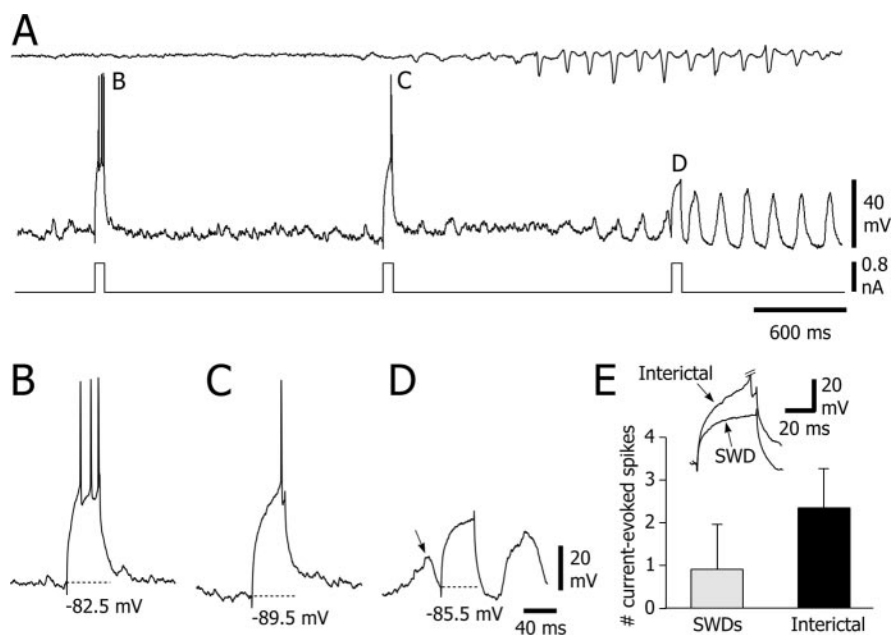 A
B
C
D
40
mV
0.8
nA
600 ms
B
C
D
E
-82.5 mV
-89.5 mV
-85.5 mV
20
mV
40 ms
Interictal
SWD
20
mV
20 ms
# current-evoked spikes
4
3
2
1
0
SWDs
Interictal